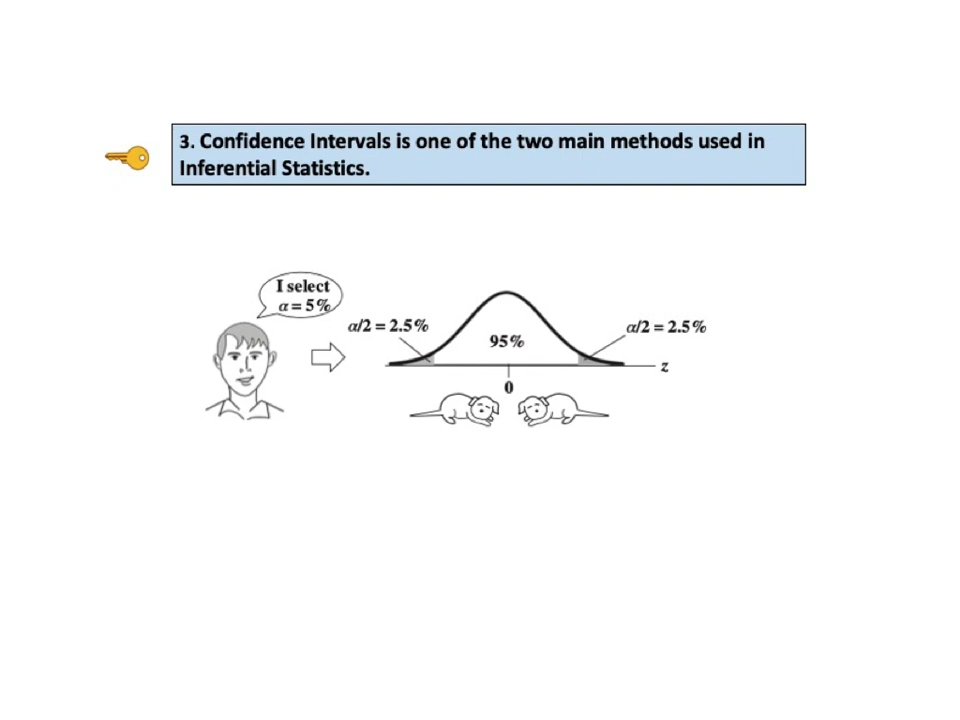 3. Confidence Intervals is one of the two main methods used in
Inferential Statistics.
I select
α = 5%
α/2 = 2.5%
95%
α/2 = 2.5%
z
0